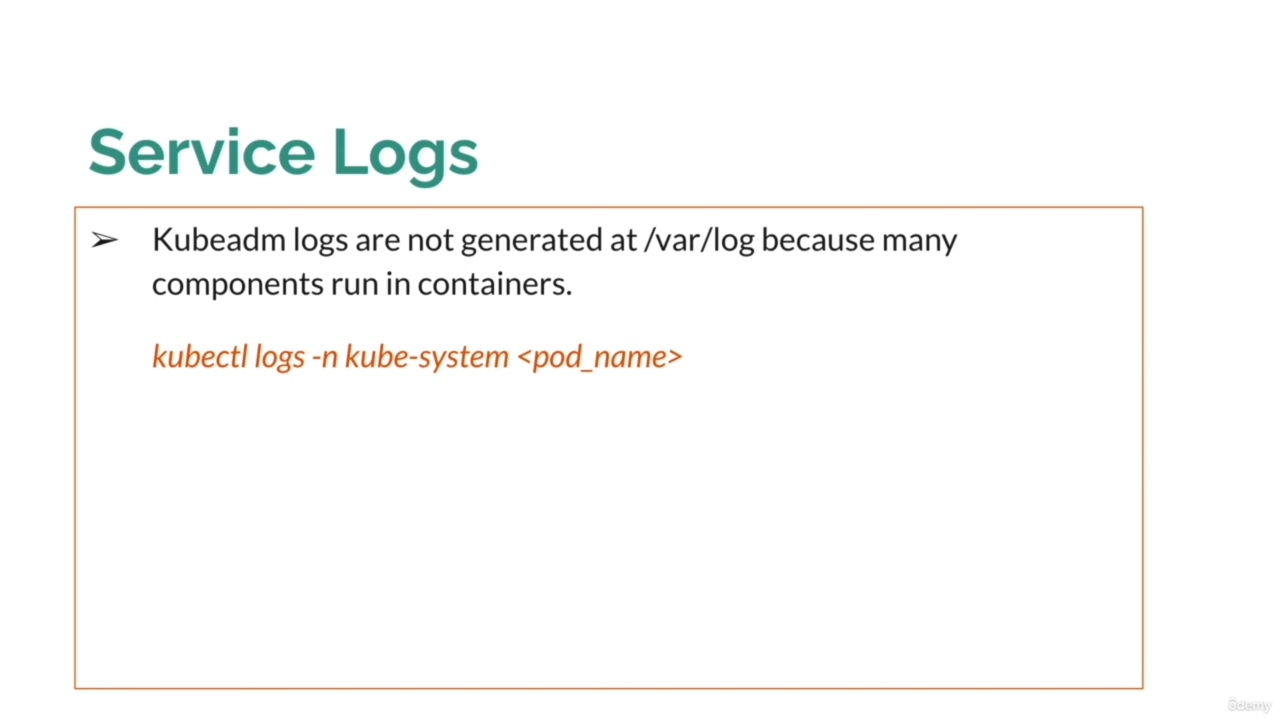 Service Logs
➢ Kubeadm logs are not generated at /var/log because many
components run in containers.
kubectl logs -n kube-system <pod_name>
ûdemy